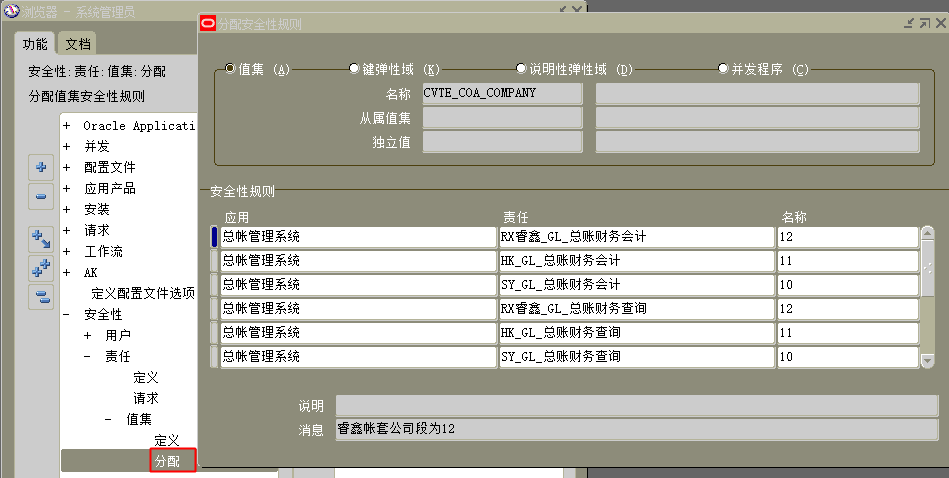 浏览器 - 系统管理员
功能
文档
安全性:责任:值集:分配
分配值集安全性规则
+ Oracle Applicati
+ 并发
+ 配置文件
+ 应用产品
+ 安装
+ 请求
+ 工作流
+ AK
定义配置文件选项
- 安全性
+ 用户
- 责任
定义
请求
- 值集
定义
分配
分配安全性规则
值集 (A) 键弹性域 (K) 说明性弹性域 (D) 并发程序 (C)
名称 CVTE_COA_COMPANY
从属值集
独立值
安全性规则
应用 责任 名称
总帐管理系统 RX睿鑫_GL_总账财务会计 12
总帐管理系统 HK_GL_总账财务会计 11
总帐管理系统 SY_GL_总账财务会计 10
总帐管理系统 RX睿鑫_GL_总账财务查询 12
总帐管理系统 HK_GL_总账财务查询 11
总帐管理系统 SY_GL_总账财务查询 10
说明
消息 睿鑫帐套公司段为12